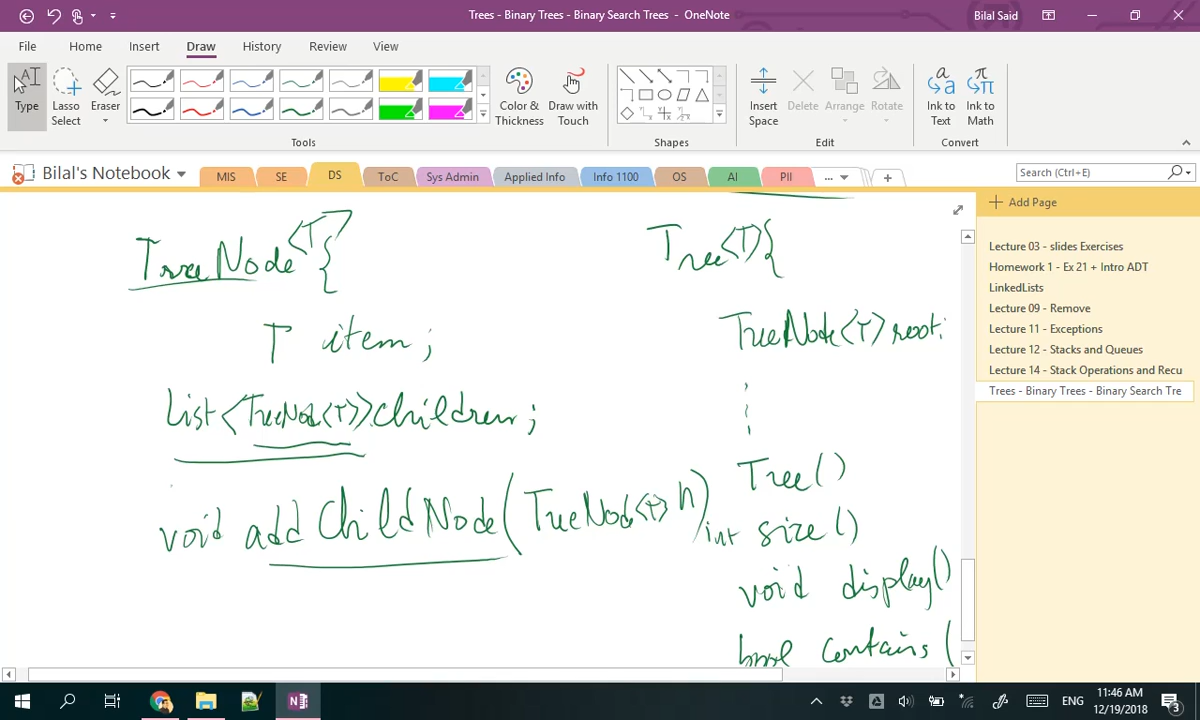 Trees - Binary Trees - Binary Search Trees - OneNote
Bilal Said
File Home Insert Draw History Review View
Type
Lasso Select
Eraser
Color & Thickness
Draw with Touch
Insert Space
Delete
Arrange
Rotate
Ink to Text
Ink to Math
Tools Shapes Edit Convert
Bilal's Notebook
MIS SE DS ToC Sys Admin Applied Info Info 1100 OS AI PII ...
Search (Ctrl+E)
Add Page
Lecture 03 - slides Exercises
Homework 1 - Ex 21 + Intro ADT
LinkedLists
Lecture 09 - Remove
Lecture 11 - Exceptions
Lecture 12 - Stacks and Queues
Lecture 14 - Stack Operations and Recu
Trees - Binary Trees - Binary Search Tre
TreeNode<T>{
T item;
List<TreeNode<T>>children;
void addChildNode(TreeNode<T> n)
Tree<T>{
TreeNode<T> root;
Tree()
int size()
void display()
bool contains (
ENG
11:46 AM
12/19/2018
3